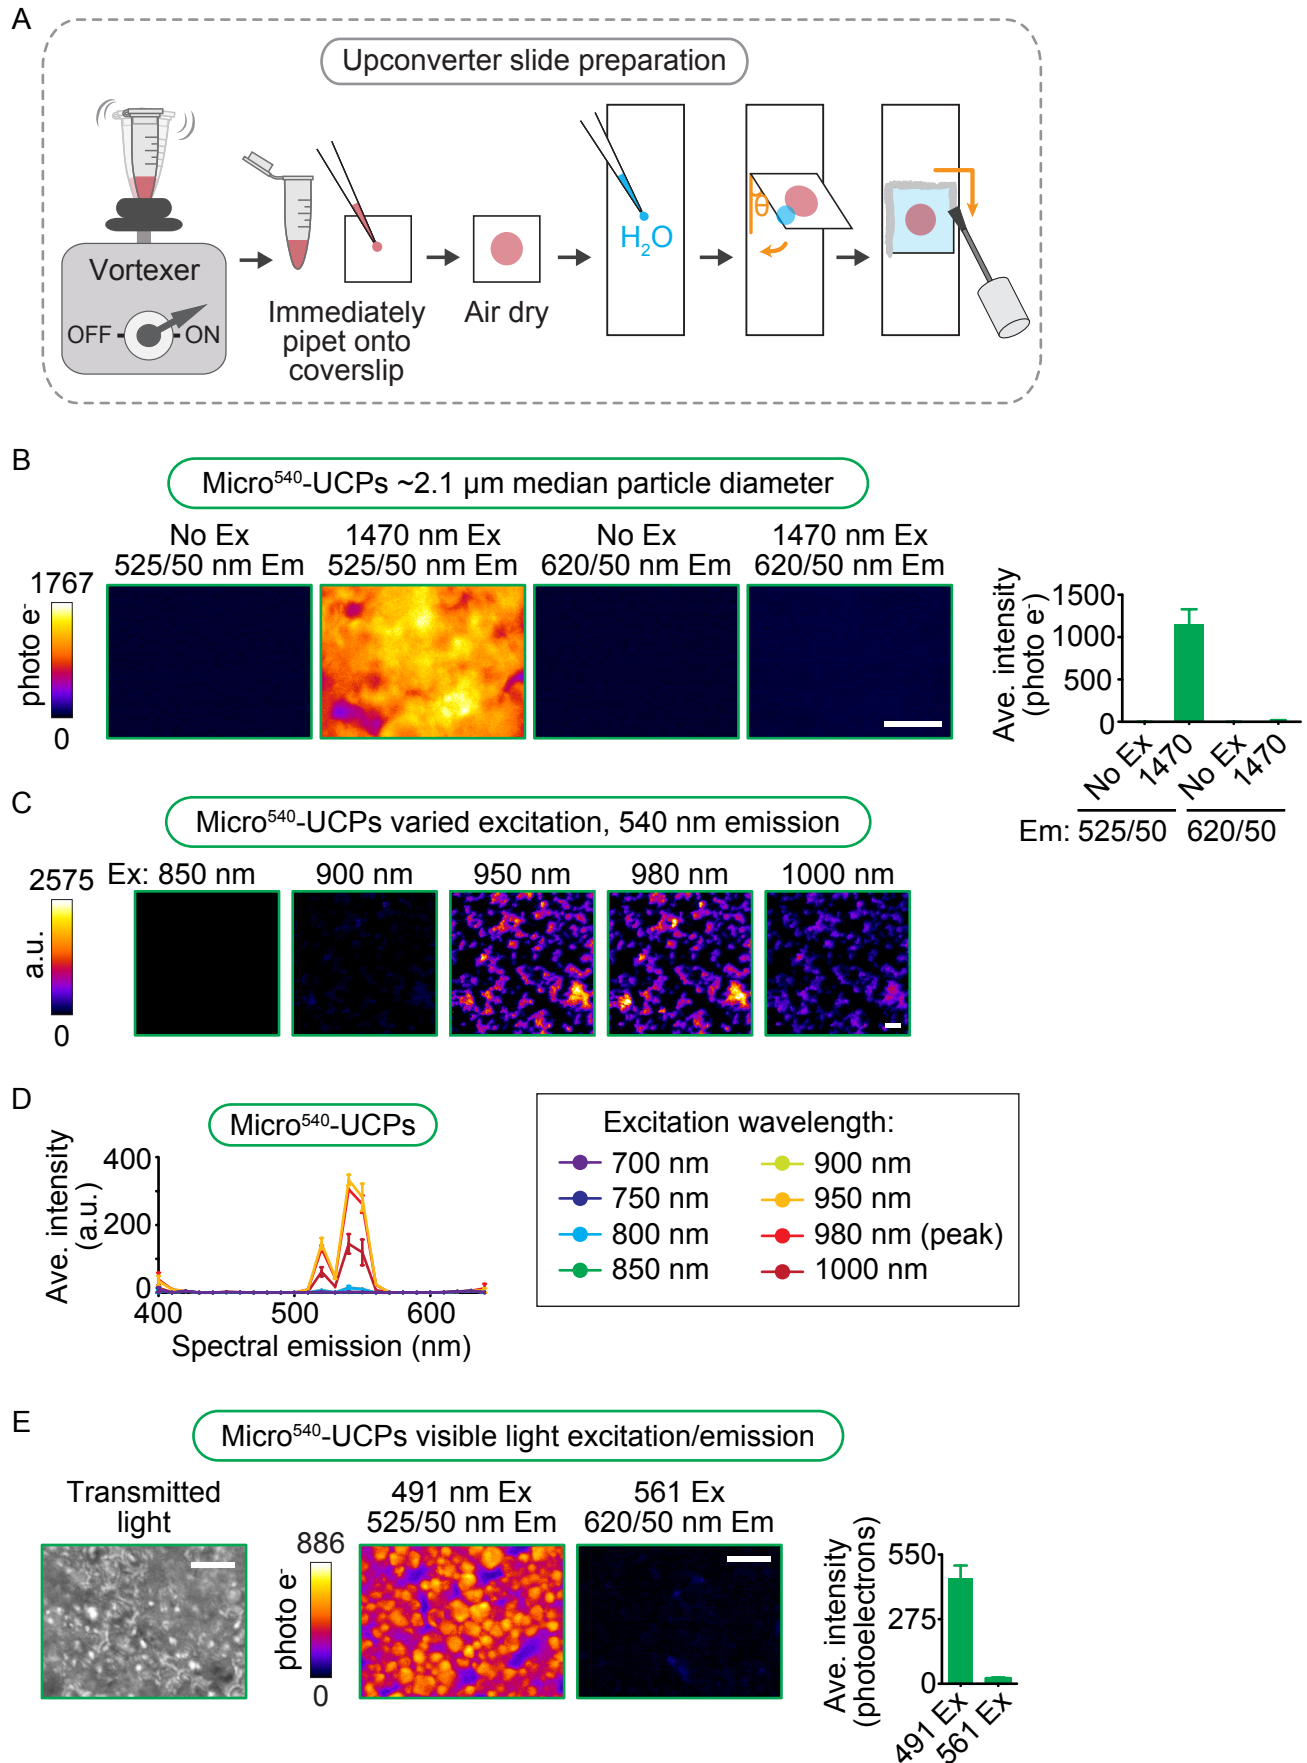 A
Upconverter slide preparation
Vortexer
OFF
ON
Immediately
pipet onto
coverslip
Air dry
H₂O
θ
B
Micro⁵⁴⁰-UCPs ~2.1 µm median particle diameter
No Ex
525/50 nm Em
1470 nm Ex
525/50 nm Em
No Ex
620/50 nm Em
1470 nm Ex
620/50 nm Em
1767
photo e⁻
0
Ave. intensity
(photo e⁻)
1500
1000
500
0
No Ex
1470
No Ex
1470
Em: 525/50 620/50
C
Micro⁵⁴⁰-UCPs varied excitation, 540 nm emission
2575
a.u.
0
Ex: 850 nm 900 nm 950 nm 980 nm 1000 nm
D
Micro⁵⁴⁰-UCPs
Ave. intensity
(a.u.)
400
200
0
400 500 600
Spectral emission (nm)
Excitation wavelength:
700 nm
750 nm
800 nm
850 nm
900 nm
950 nm
980 nm (peak)
1000 nm
E
Micro⁵⁴⁰-UCPs visible light excitation/emission
Transmitted
light
886
photo e⁻
0
491 nm Ex
525/50 nm Em
561 Ex
620/50 nm Em
Ave. intensity
(photoelectrons)
550
275
0
491 Ex
561 Ex